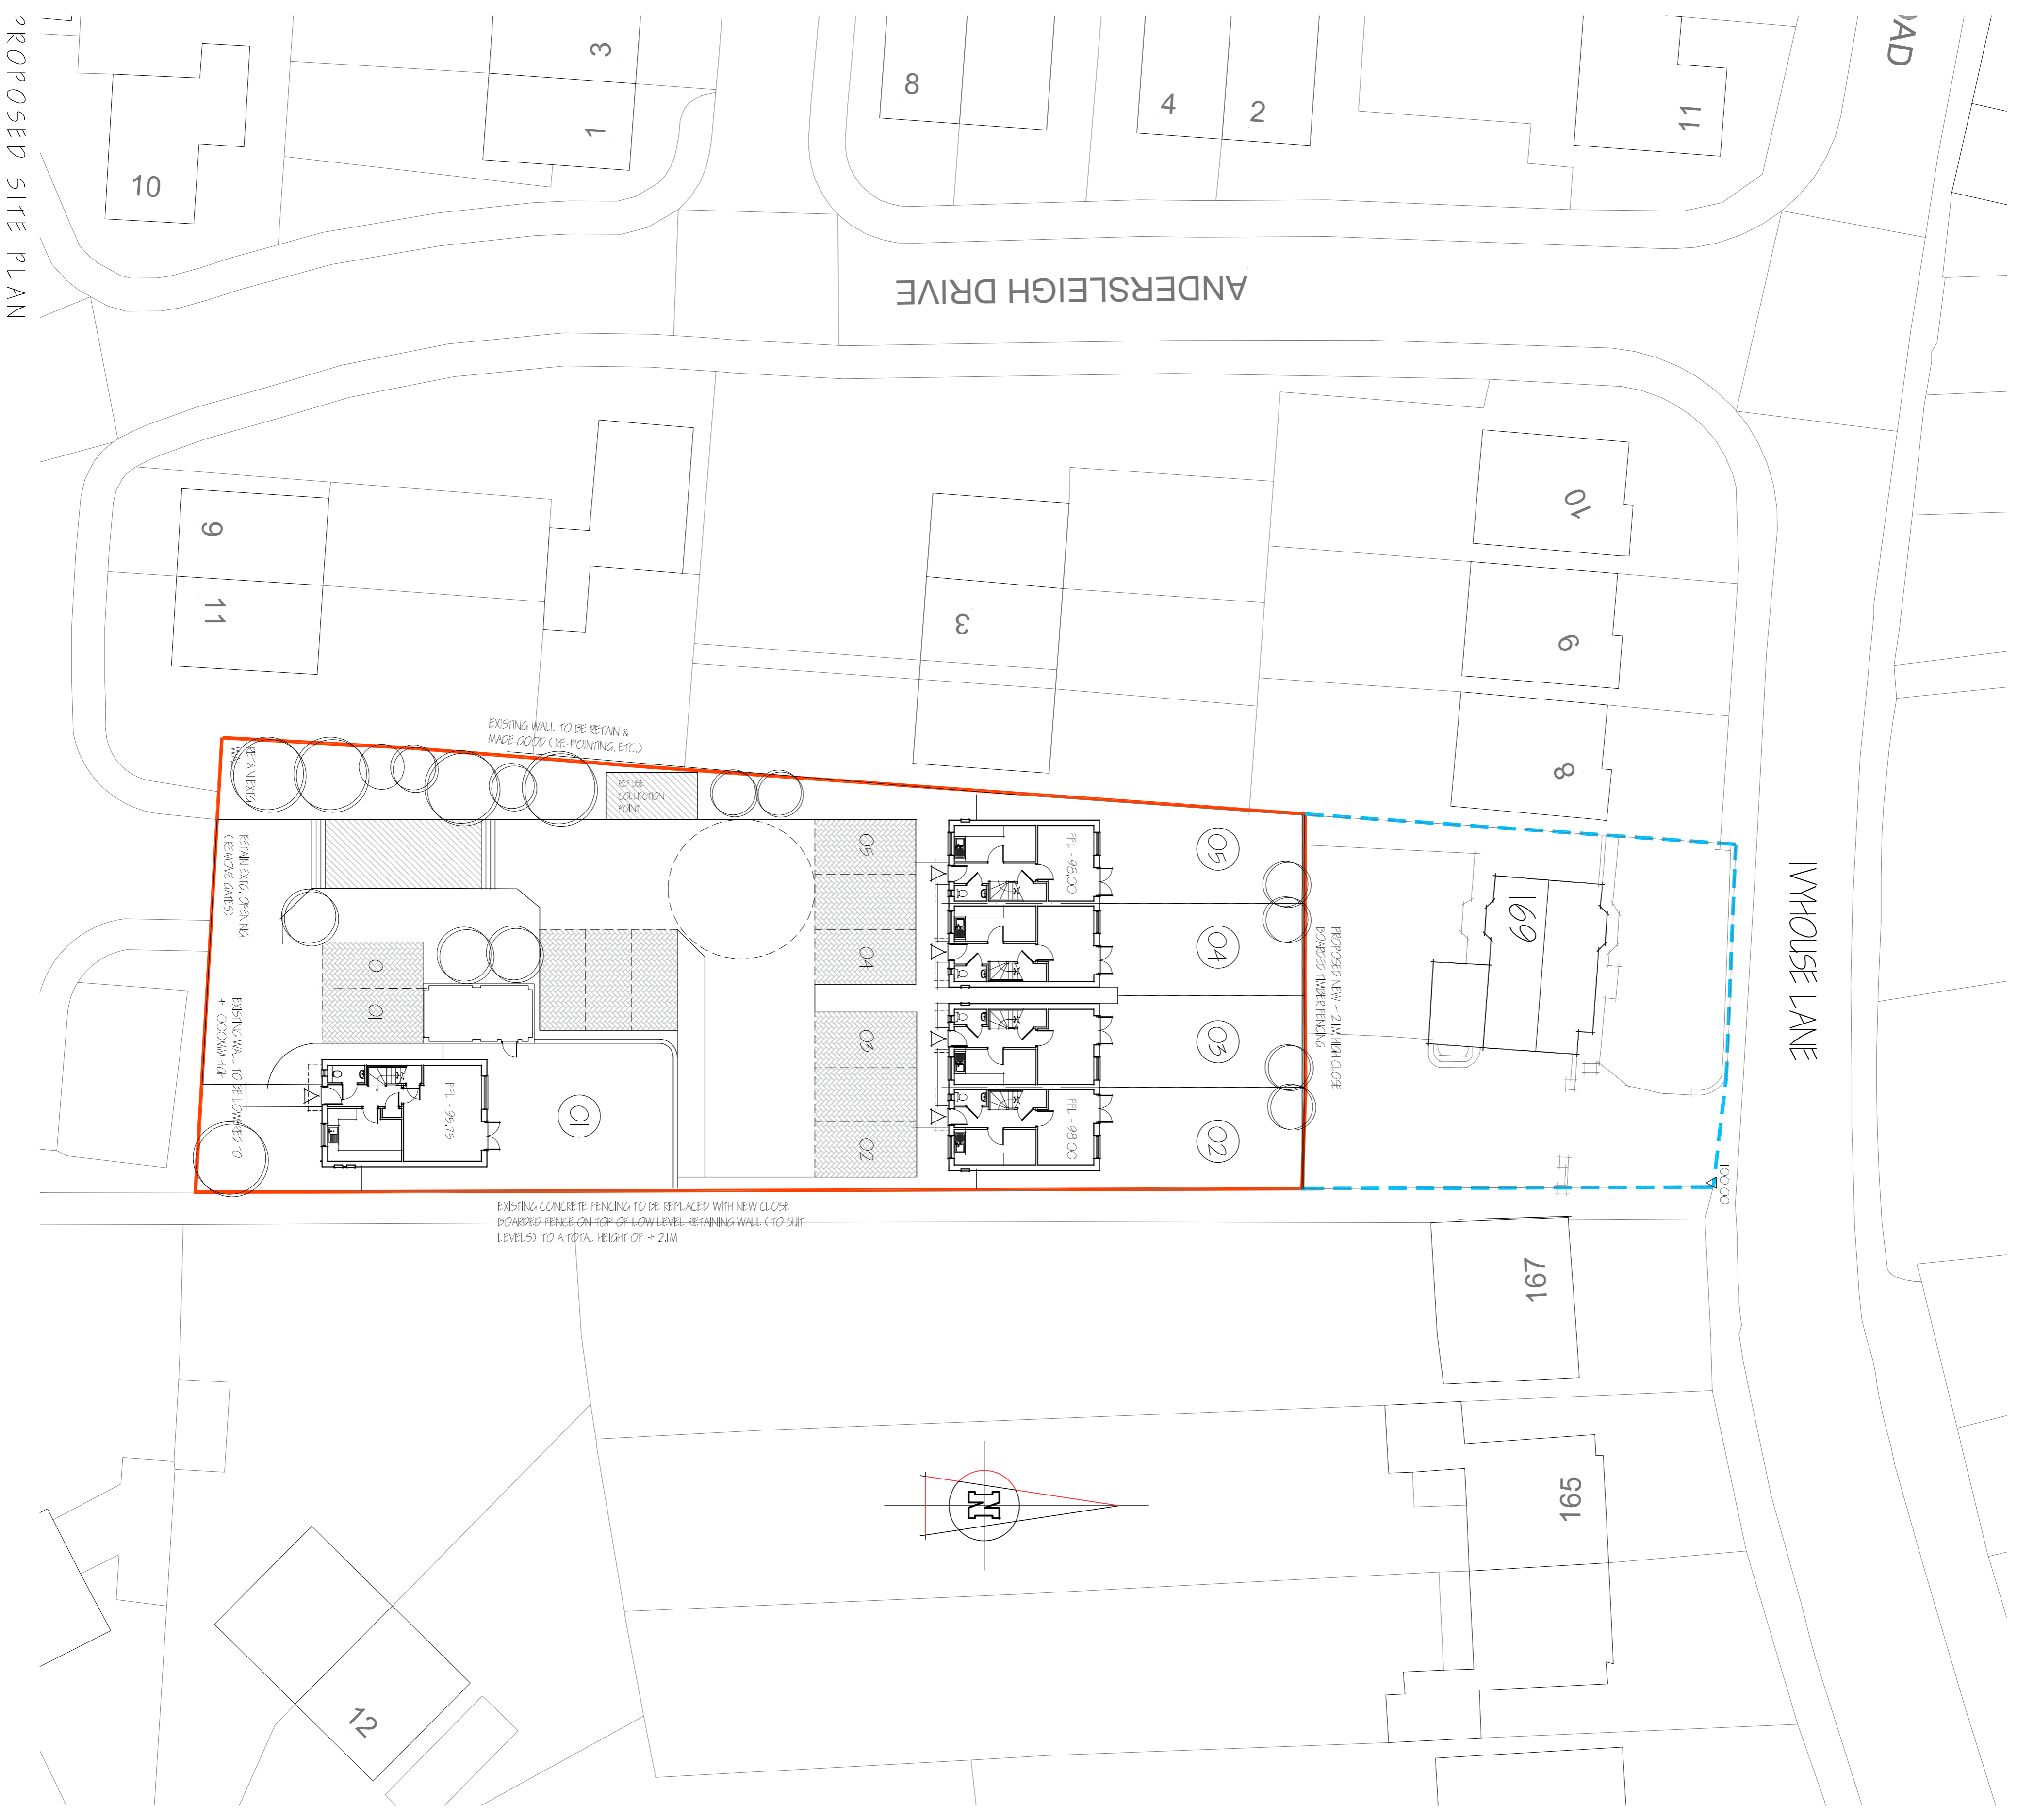 PROPOSED SITE PLAN
3
1
10
8
4
2
11
OAD
ANDERSLEIGH DRIVE
IVYHOUSE LANE
9
11
3
10
9
8
EXISTING WALL TO BE RETAIN &
MADE GOOD (RE-POINTING, ETC.)
RETAIN EXTG.
WALL
REFUSE
COLLECTION
POINT
RETAIN EXTG. OPENING
(REMOVE GATES)
EXISTING WALL TO BE LOWERED TO
+ 1000MM HIGH
01
01
05
04
03
02
FFL - 98.00
FFL - 98.00
FFL - 95.75
05
04
03
02
01
PROPOSED NEW + 2.1M HIGH CLOSE
BOARDED TIMBER FENCING
169
100.00
EXISTING CONCRETE FENCING TO BE REPLACED WITH NEW CLOSE
BOARDED FENCE ON TOP OF LOW LEVEL RETAINING WALL (TO SUIT
LEVELS) TO A TOTAL HEIGHT OF + 2.1M
167
165
N
12